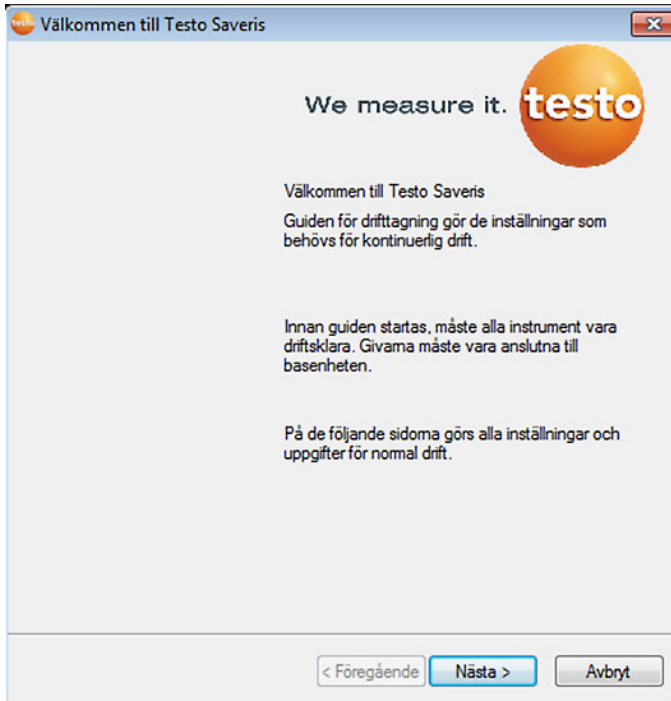 testo Välkommen till Testo Saveris
We measure it. testo
Välkommen till Testo Saveris
Guiden för drifttagning gör de inställningar som
behövs för kontinuerlig drift.
Innan guiden startas, måste alla instrument vara
driftsklara. Givarna måste vara anslutna till
basenheten.
På de följande sidorna görs alla inställningar och
uppgifter för normal drift.
< Föregående Nästa > Avbryt